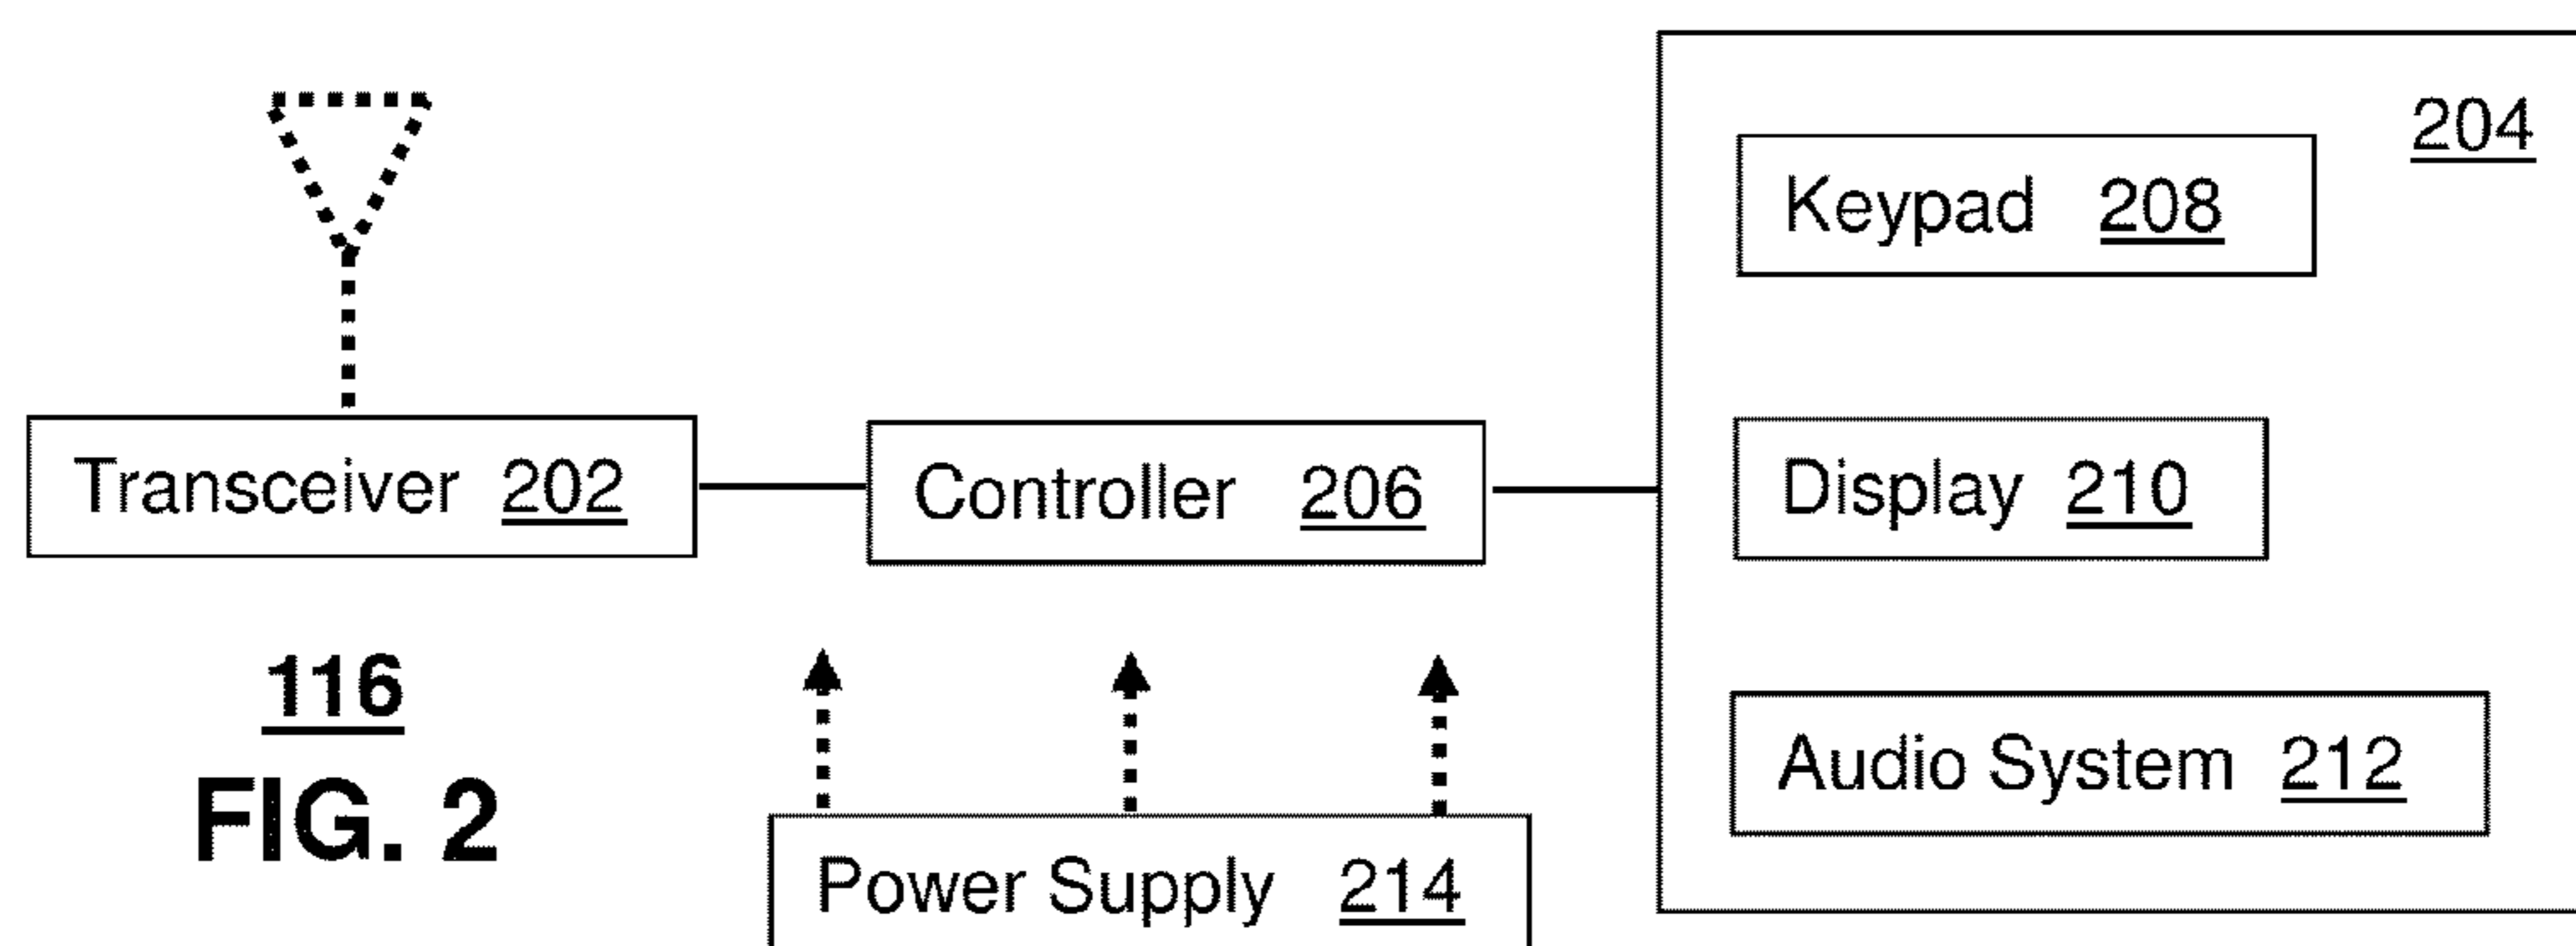 204
Keypad 208
Transceiver 202
Controller 206
Display 210
116
FIG. 2
Audio System 212
Power Supply 214